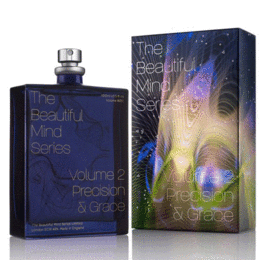 The
Beautiful
Mind
Series
Volume 2
Precision
& Grace
The
Beautiful
Mind
Series
Volume 2
Precision
& Grace